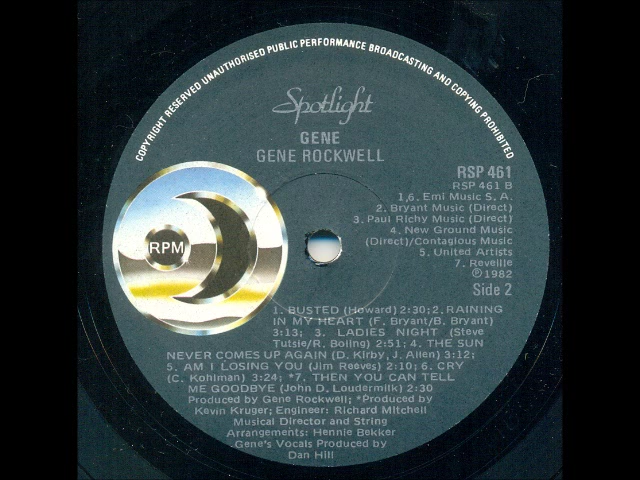 COPYRIGHT RESERVED UNAUTHORISED PUBLIC PERFORMANCE BROADCASTING AND COPYING PROHIBITED
Spotlight
GENE
GENE ROCKWELL
RPM
RSP 461
RSP 461 B
1,6. Emi Music S. A.
2. Bryant Music (Direct)
3. Paul Richy Music (Direct)
4. New Ground Music
(Direct)/Contagious Music
5. United Artists
7. Reveille
℗1982
Side 2
1. BUSTED (Howard) 2:30; 2. RAINING
IN MY HEART (F. Bryant/B. Bryant)
3:13; 3. LADIES NIGHT (Steve
Tutsie/R. Boling) 2:51; 4. THE SUN
NEVER COMES UP AGAIN (D. Kirby, J. Allen) 3:12;
5. AM I LOSING YOU (Jim Reeves) 2:10; 6. CRY
(C. Kohlman) 3:24; *7. THEN YOU CAN TELL
ME GOODBYE (John D. Loudermilk) 2:30
Produced by Gene Rockwell; *Produced by
Kevin Kruger; Engineer: Richard Mitchell
Musical Director and String
Arrangements: Hennie Bekker
Gene's Vocals Produced by
Dan Hill